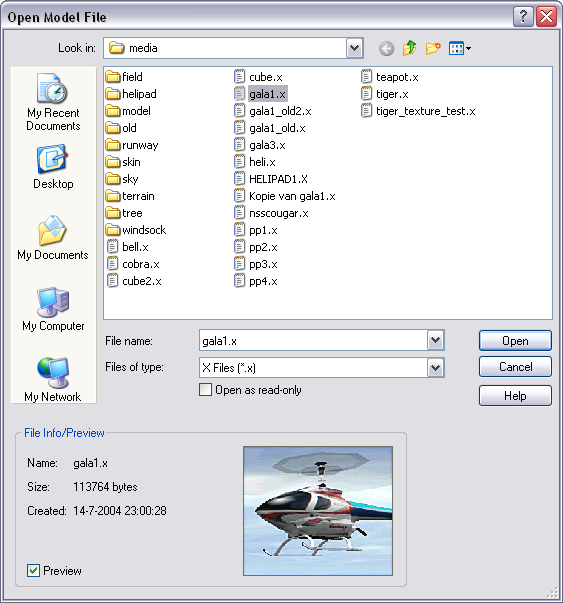 Open Model File
Look in: media
My Recent
Documents
Desktop
My Documents
My Computer
My Network
field
helipad
model
old
runway
skin
sky
terrain
tree
windsock
bell.x
cobra.x
cube2.x
cube.x
gala1.x
gala1_old2.x
gala1_old.x
gala3.x
heli.x
HELIPAD1.X
Kopie van gala1.x
nsscougar.x
pp1.x
pp2.x
pp3.x
pp4.x
teapot.x
tiger.x
tiger_texture_test.x
File name: gala1.x Open
Files of type: X Files (*.x) Cancel
Open as read-only
Help
File Info/Preview
Name: gala1.x
Size: 113764 bytes
Created: 14-7-2004 23:00:28
Preview